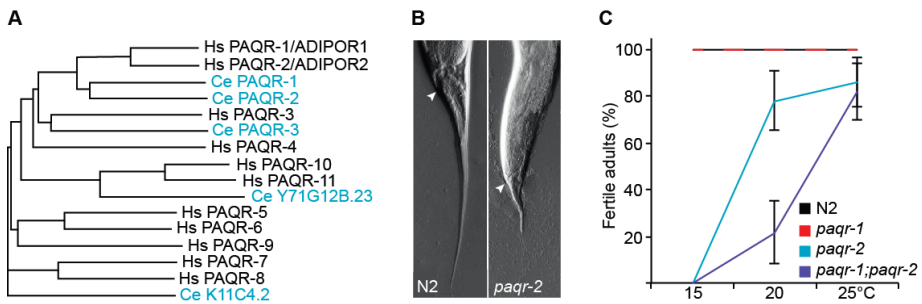 A
Hs PAQR-1/ADIPOR1
Hs PAQR-2/ADIPOR2
Ce PAQR-1
Ce PAQR-2
Hs PAQR-3
Ce PAQR-3
Hs PAQR-4
Hs PAQR-10
Hs PAQR-11
Ce Y71G12B.23
Hs PAQR-5
Hs PAQR-6
Hs PAQR-9
Hs PAQR-7
Hs PAQR-8
Ce K11C4.2
B
N2
paqr-2
C
Fertile adults (%)
100
80
60
40
20
15 20 25°C
N2
paqr-1
paqr-2
paqr-1;paqr-2